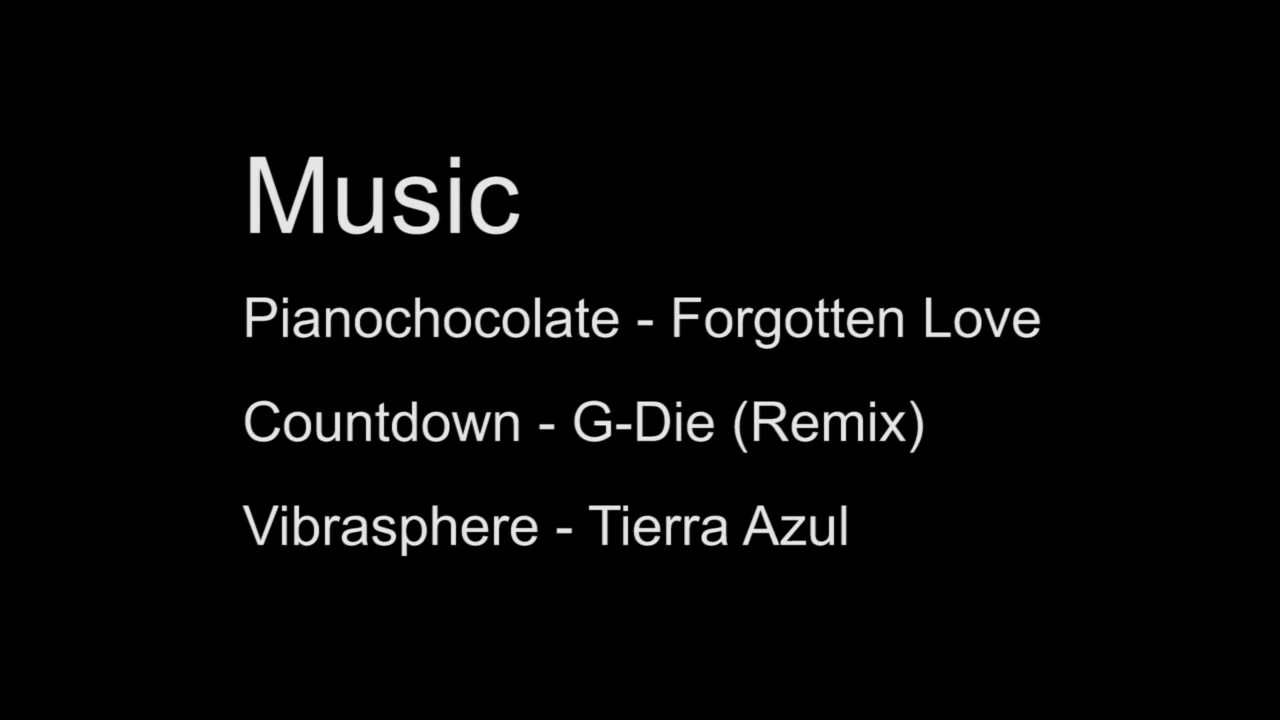 Music
Pianochocolate - Forgotten Love
Countdown - G-Die (Remix)
Vibrasphere - Tierra Azul